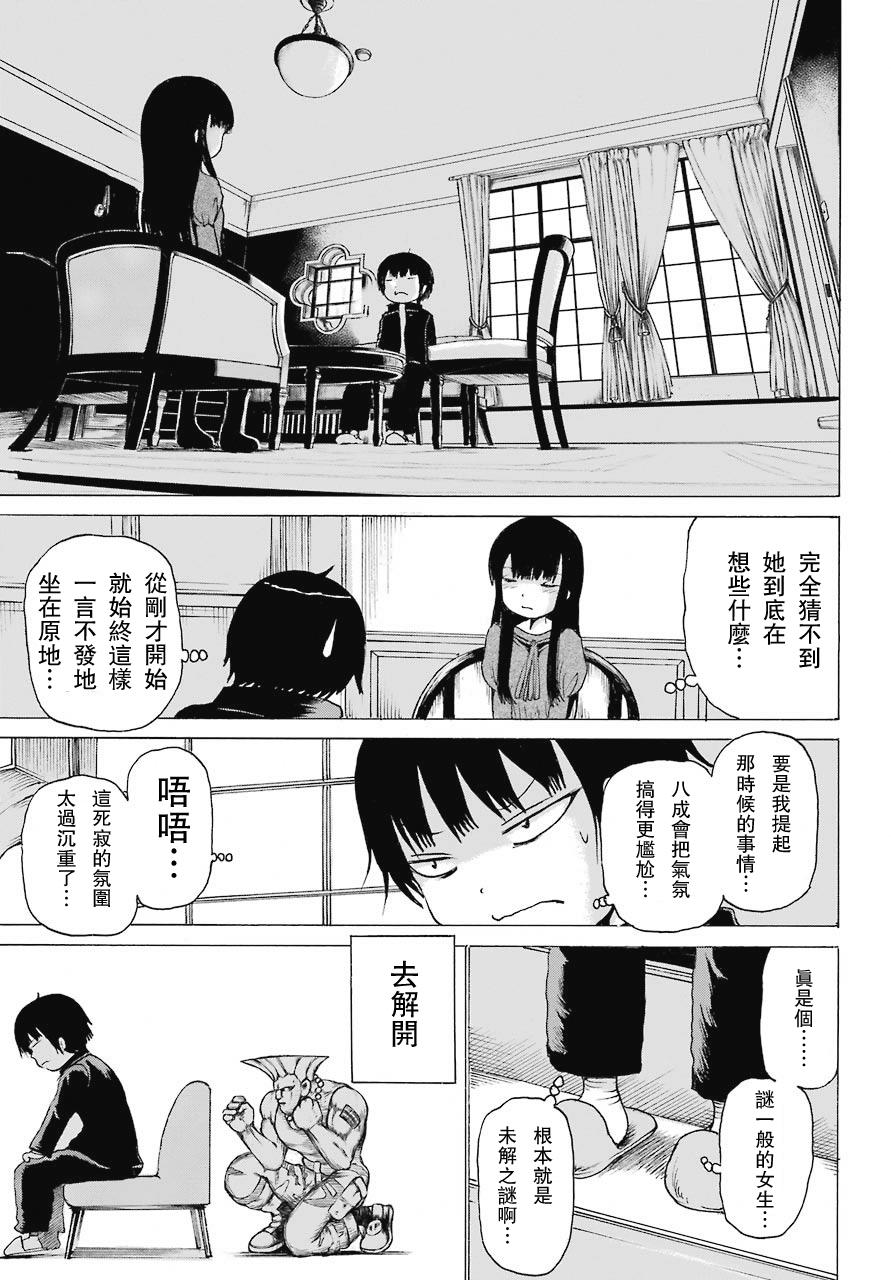 完全猜不到
她到底在
想些什麼…
從剛才開始
就始終這樣
一言不發地
坐在原地…
要是我提起
那時候的事情…
八成會把氣氛
搞得更尷尬…
唔唔…
這死寂的氛圍
太過沉重了…
眞是個……
謎一般的女生…
根本就是
未解之謎啊…
去解開